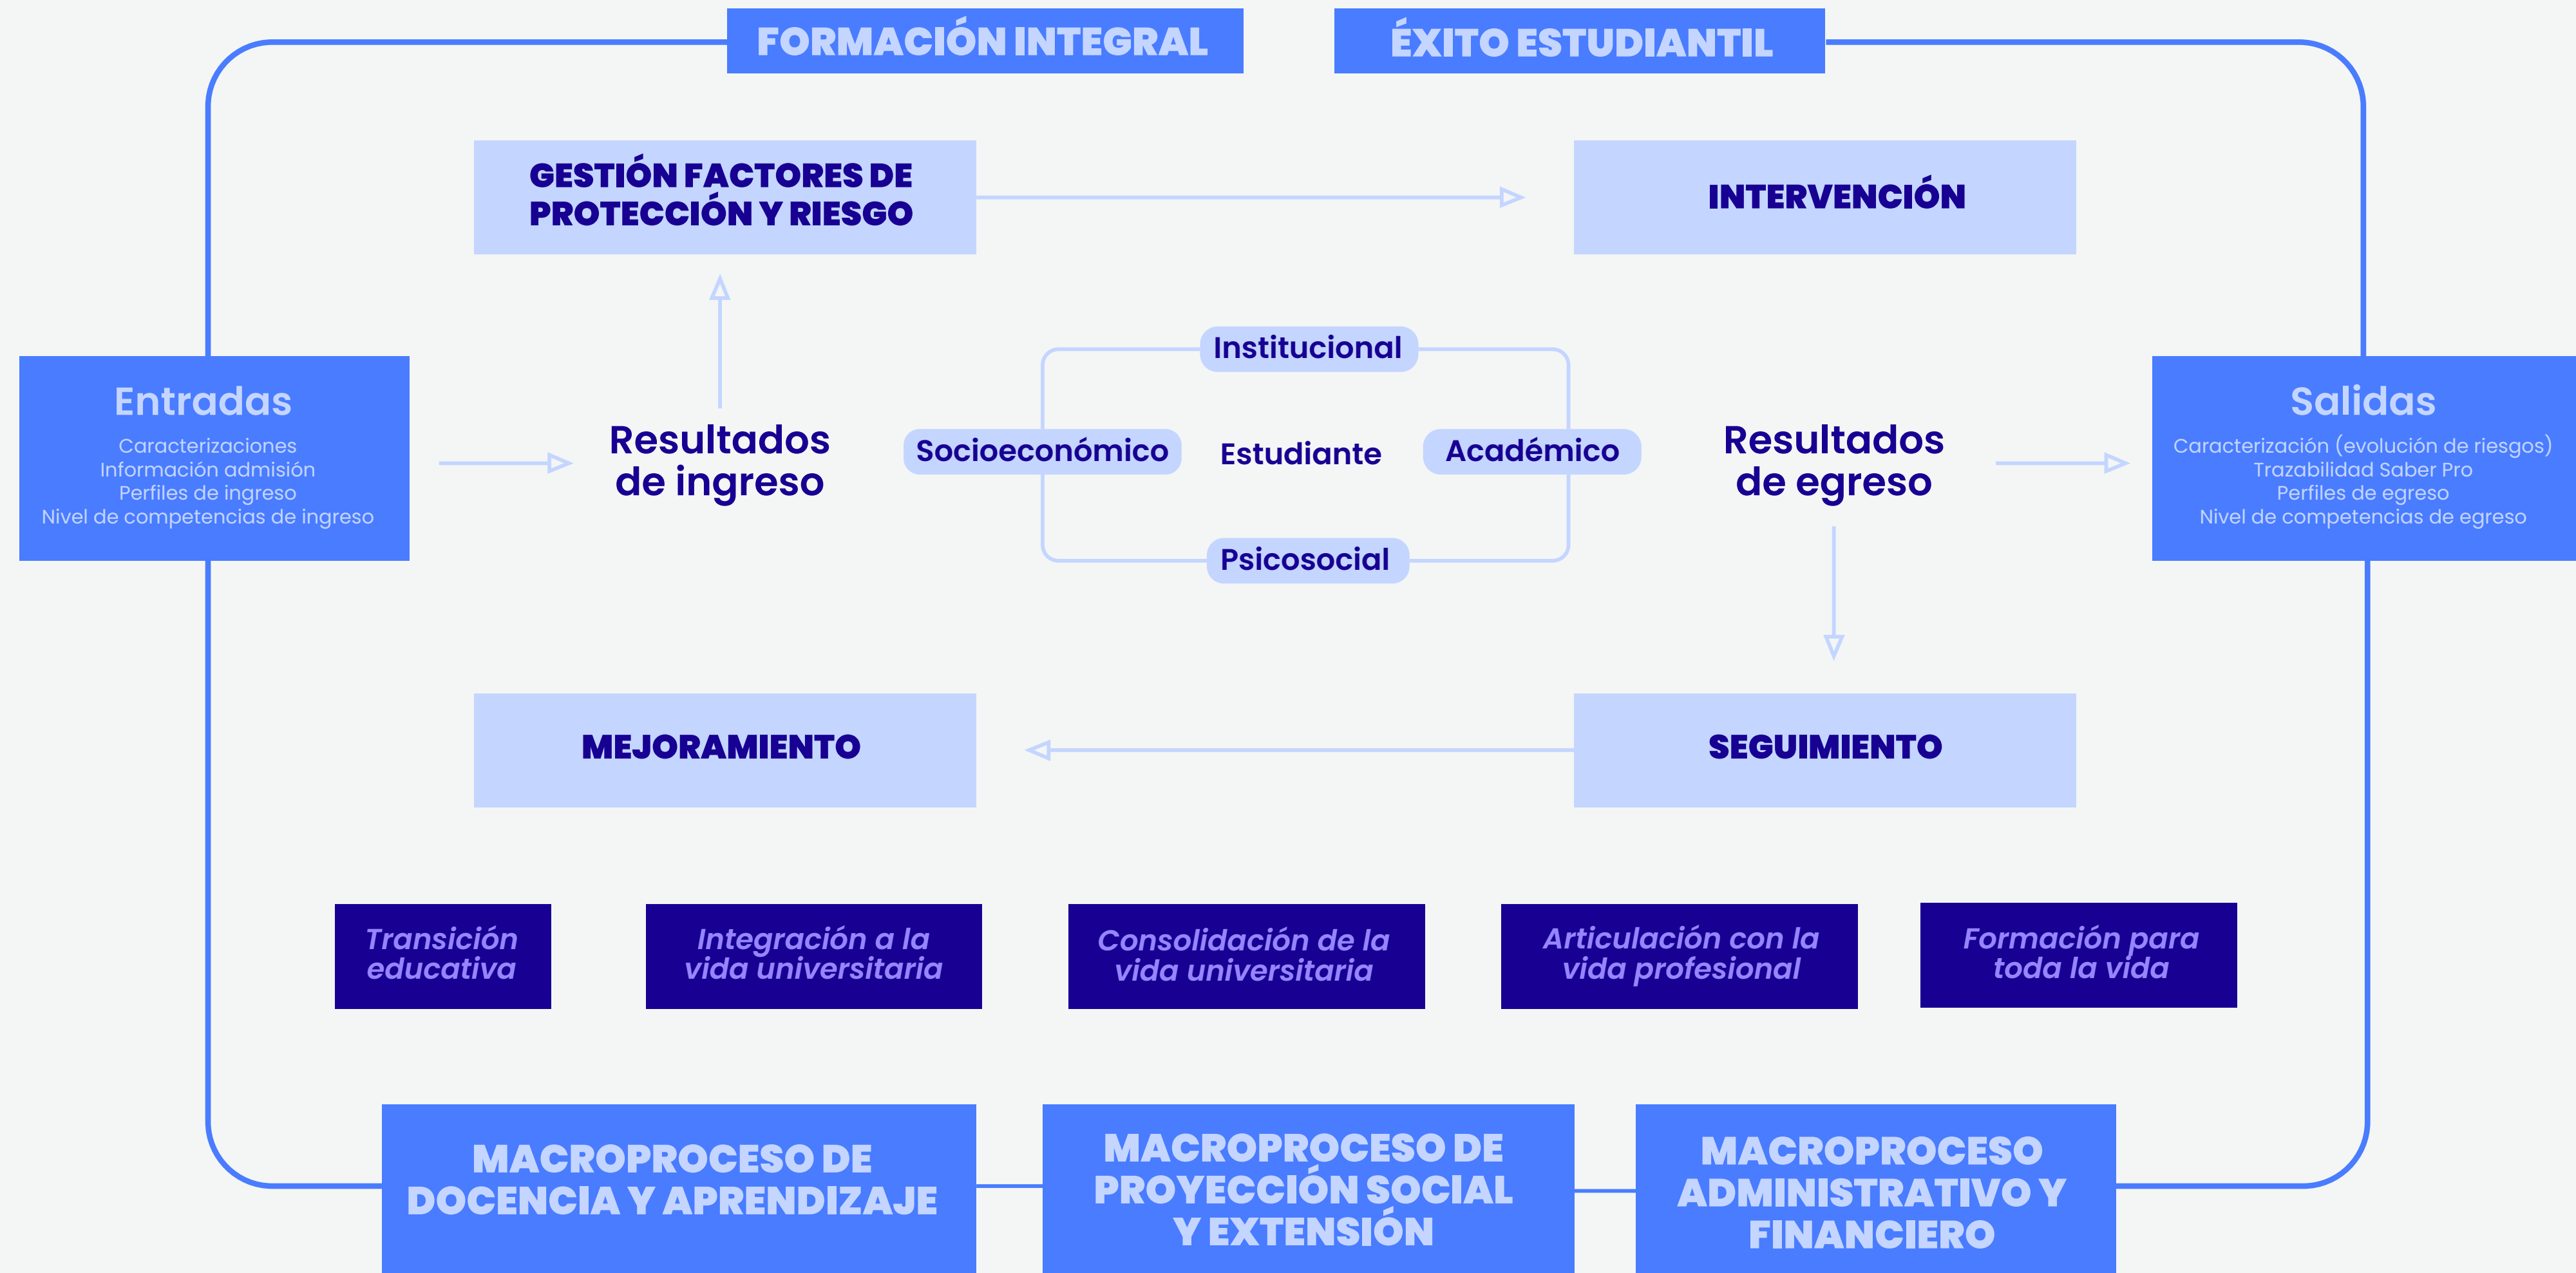 FORMACIÓN INTEGRAL
ÉXITO ESTUDIANTIL
GESTIÓN FACTORES DE
PROTECCIÓN Y RIESGO
INTERVENCIÓN
Entradas
Caracterizaciones
Información admisión
Perfiles de ingreso
Nivel de competencias de ingreso
Resultados
de ingreso
Institucional
Socioeconómico
Estudiante
Académico
Psicosocial
Resultados
de egreso
Salidas
Caracterización (evolución de riesgos)
Trazabilidad Saber Pro
Perfiles de egreso
Nivel de competencias de egreso
MEJORAMIENTO
SEGUIMIENTO
Transición
educativa
Integración a la
vida universitaria
Consolidación de la
vida universitaria
Articulación con la
vida profesional
Formación para
toda la vida
MACROPROCESO DE
DOCENCIA Y APRENDIZAJE
MACROPROCESO DE
PROYECCIÓN SOCIAL
Y EXTENSIÓN
MACROPROCESO
ADMINISTRATIVO Y
FINANCIERO